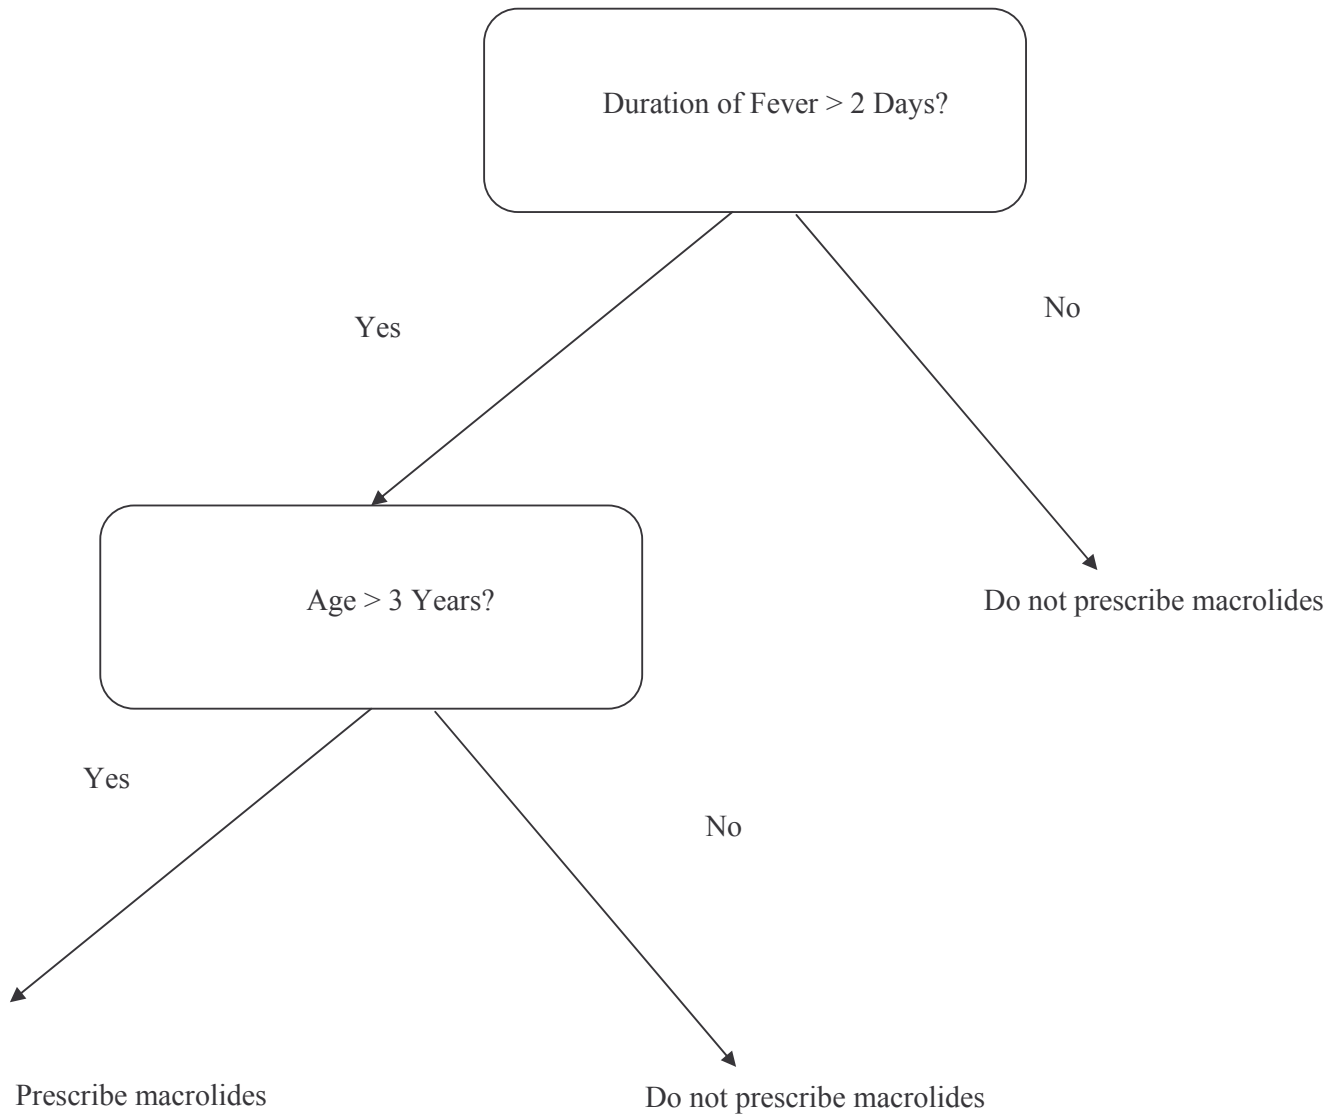 Duration of Fever > 2 Days?
Yes
No
Age > 3 Years?
Do not prescribe macrolides
Yes
No
Prescribe macrolides
Do not prescribe macrolides